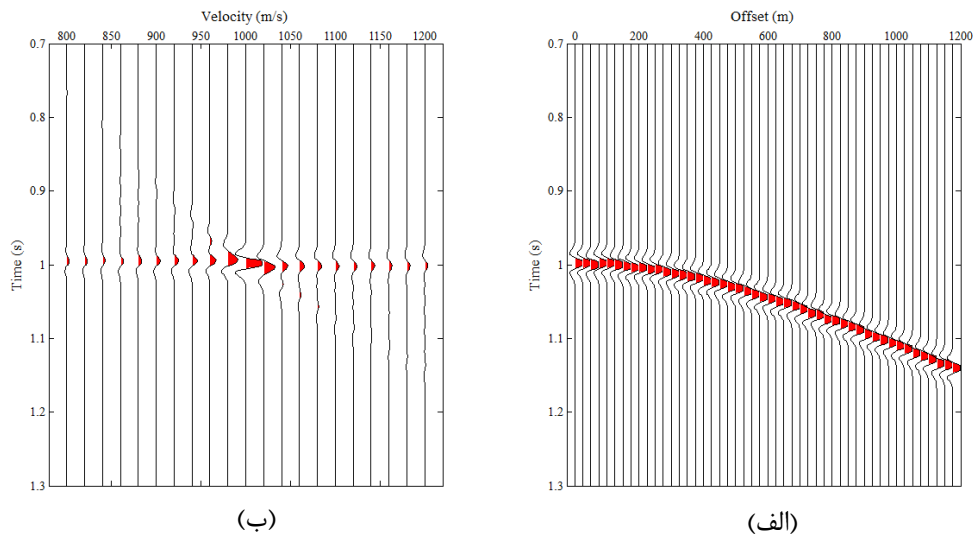 Velocity (m/s)
800 850 900 950 1000 1050 1100 1150 1200
Time (s)
0.7
0.8
0.9
1
1.1
1.2
1.3
(ب)
Offset (m)
0 200 400 600 800 1000 1200
Time (s)
0.7
0.8
0.9
1
1.1
1.2
1.3
(الف)